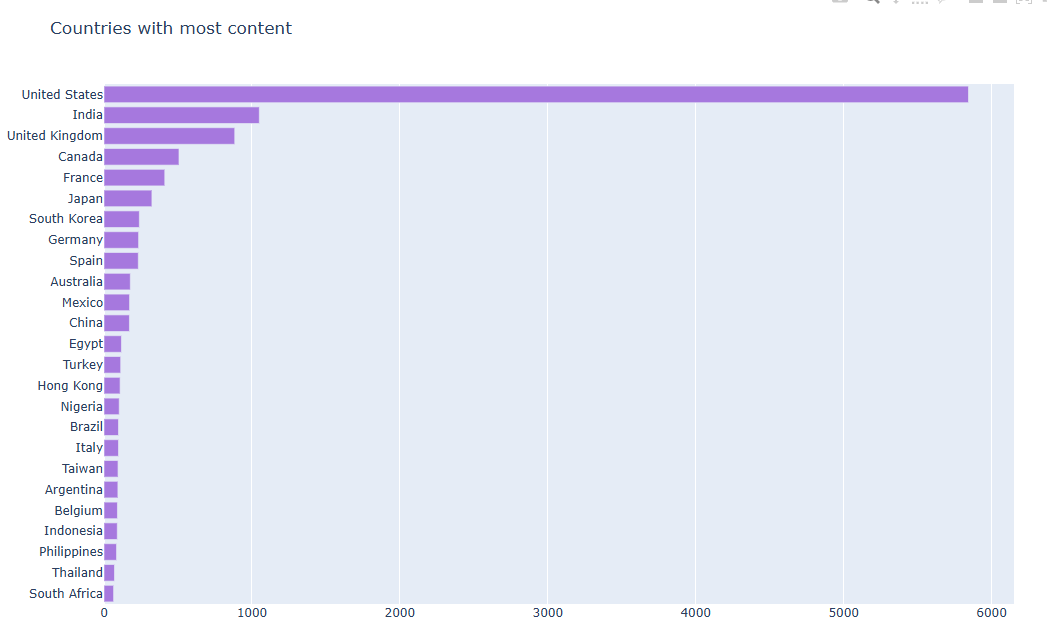 Countries with most content
United States
India
United Kingdom
Canada
France
Japan
South Korea
Germany
Spain
Australia
Mexico
China
Egypt
Turkey
Hong Kong
Nigeria
Brazil
Italy
Taiwan
Argentina
Belgium
Indonesia
Philippines
Thailand
South Africa
0 1000 2000 3000 4000 5000 6000